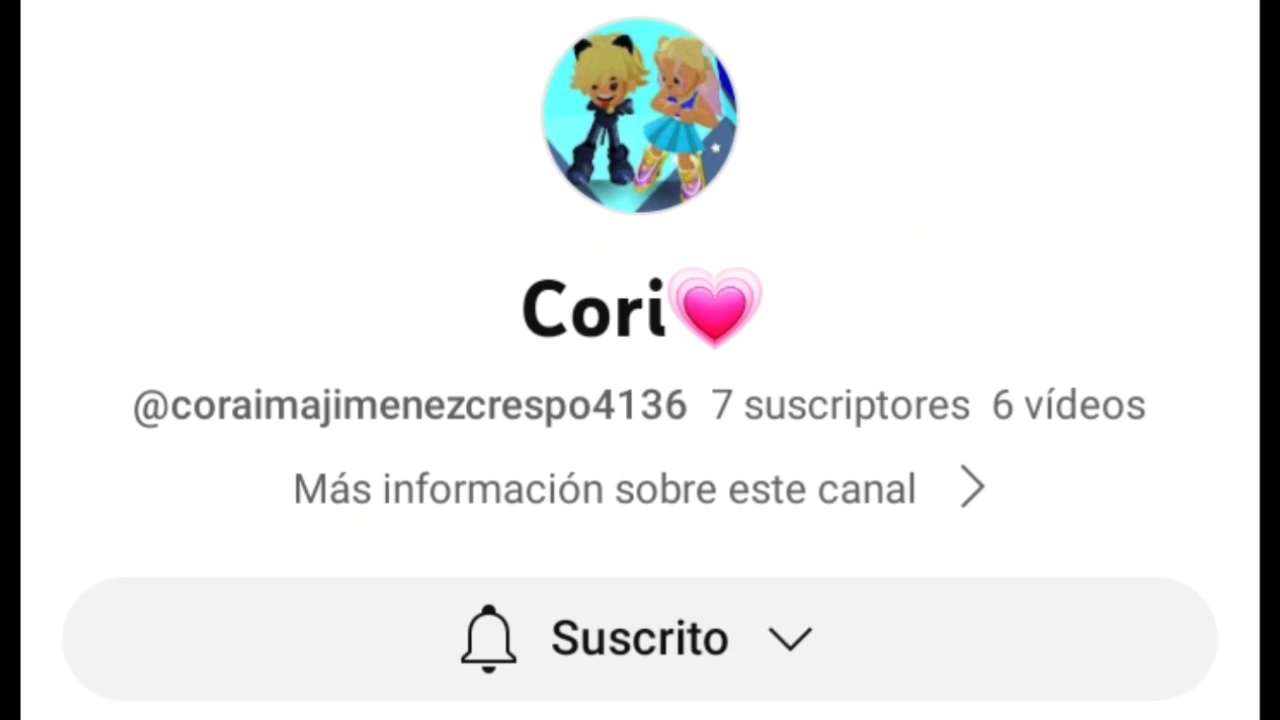 Cori💗
@coraimajimenezcrespo4136 7 suscriptores 6 vídeos
Más información sobre este canal
Suscrito